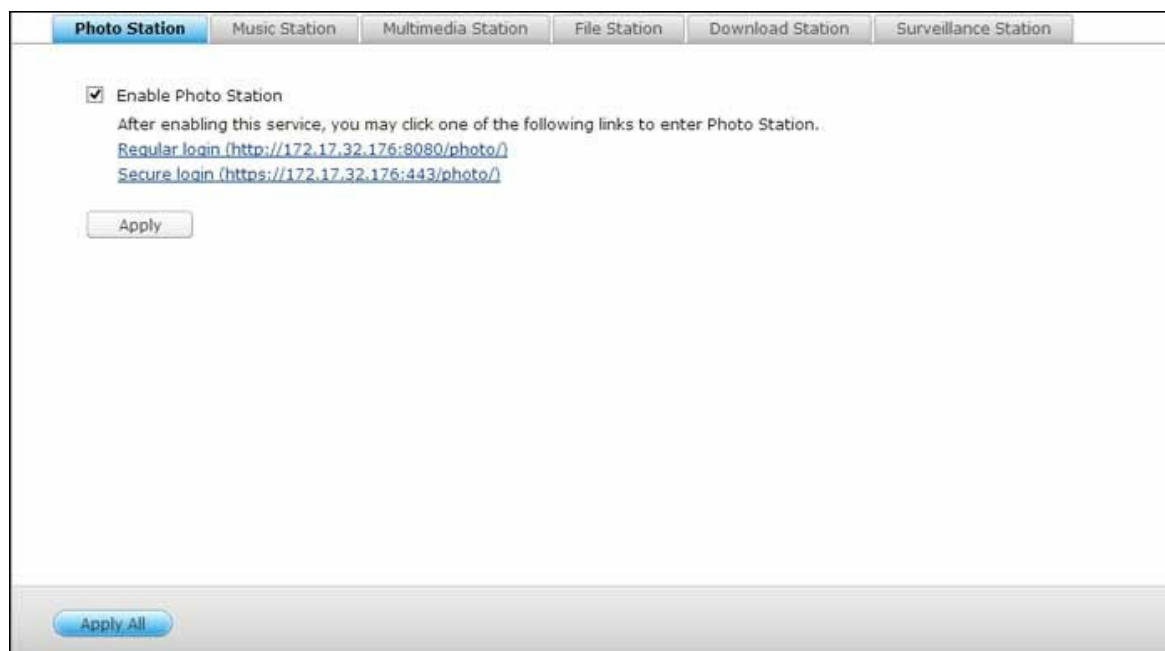 Photo Station Music Station Multimedia Station File Station Download Station Surveillance Station
Enable Photo Station
After enabling this service, you may click one of the following links to enter Photo Station.
Regular login (http://172.17.32.176:8080/photo/)
Secure login (https://172.17.32.176:443/photo/)
Apply
Apply All